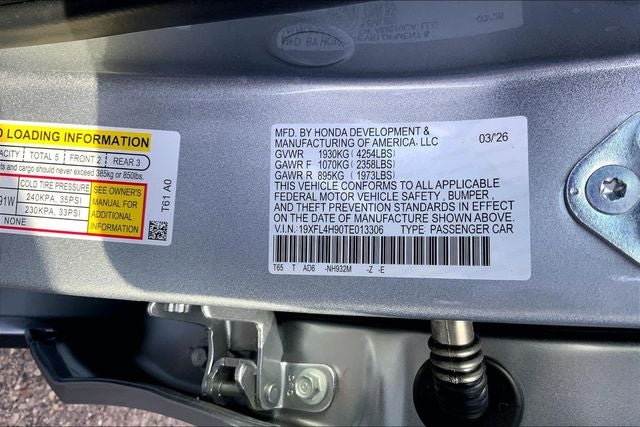 O LOADING INFORMATION
PACITY TOTAL 5 FRONT 2 REAR 3
ts and cargo should never exceed 385kg or 850lbs.
COLD TIRE PRESSURE
91W
240KPA, 35PSI
230KPA, 33PSI
NONE
SEE OWNER'S
MANUAL FOR
ADDITIONAL
INFORMATION
T61 A0
MFD. BY HONDA DEVELOPMENT &
MANUFACTURING OF AMERICA, LLC
03/'26
GVWR 1930KG (4254LBS)
GAWR F 1070KG (2358LBS)
GAWR R 895KG (1973LBS)
THIS VEHICLE CONFORMS TO ALL APPLICABLE
FEDERAL MOTOR VEHICLE SAFETY, BUMPER,
AND THEFT PREVENTION STANDARDS IN EFFECT
ON THE DATE OF MANUFACTURE SHOWN ABOVE.
V.I.N. 19XFL4H90TE013306 TYPE: PASSENGER CAR
T65 T AD6 -NH932M -Z -E